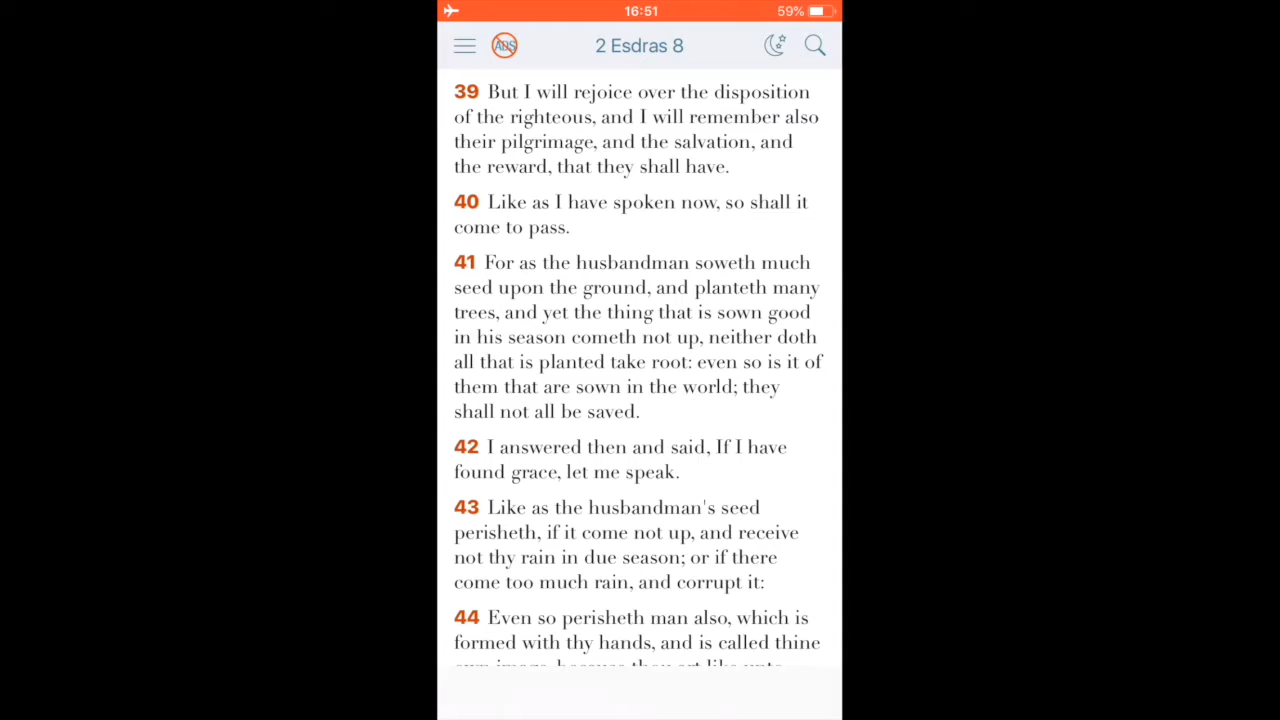 16:51
59%
ADS
2 Esdras 8
39 But I will rejoice over the disposition
of the righteous, and I will remember also
their pilgrimage, and the salvation, and
the reward, that they shall have.
40 Like as I have spoken now, so shall it
come to pass.
41 For as the husbandman soweth much
seed upon the ground, and planteth many
trees, and yet the thing that is sown good
in his season cometh not up, neither doth
all that is planted take root: even so is it of
them that are sown in the world; they
shall not all be saved.
42 I answered then and said, If I have
found grace, let me speak.
43 Like as the husbandman's seed
perisheth, if it come not up, and receive
not thy rain in due season; or if there
come too much rain, and corrupt it:
44 Even so perisheth man also, which is
formed with thy hands, and is called thine